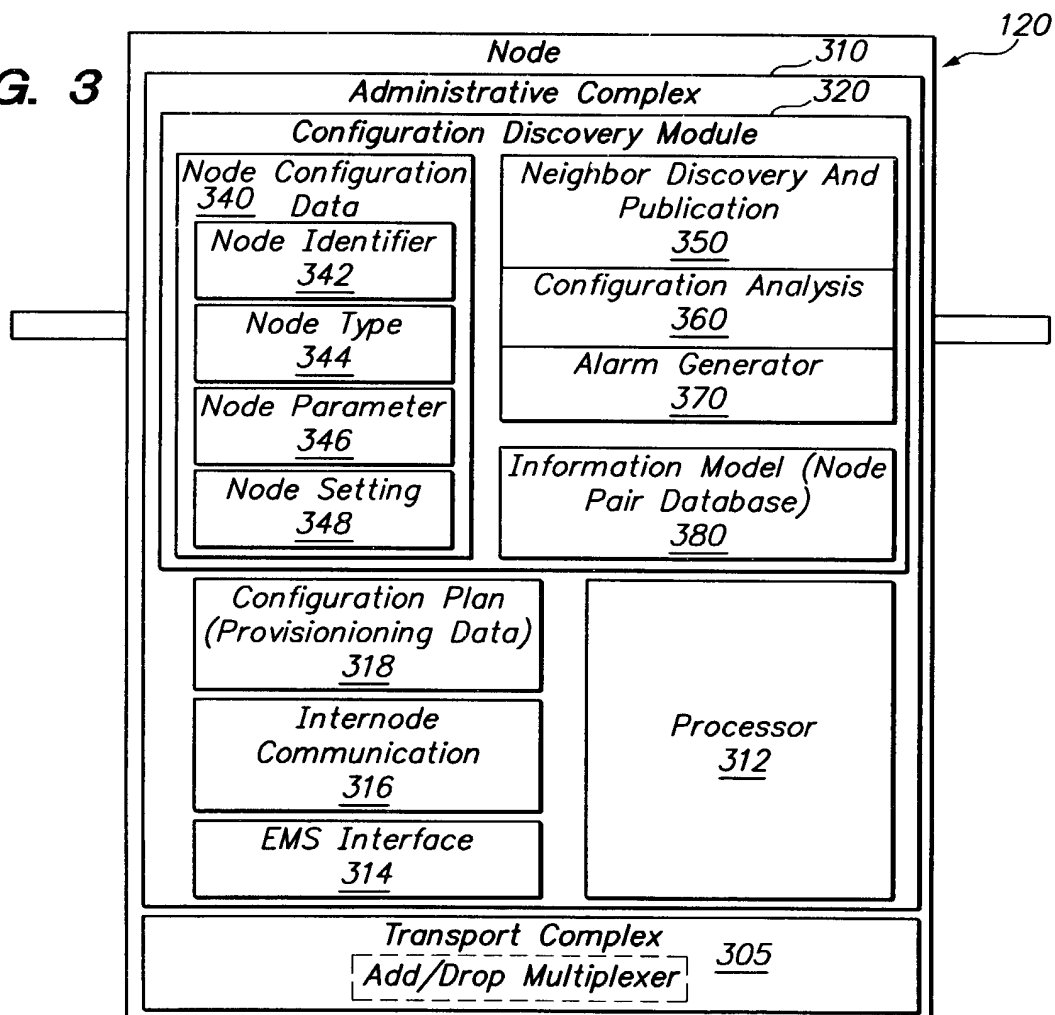 120
G. 3
Node
310
Administrative Complex
320
Configuration Discovery Module
Node Configuration
340 Data
Node Identifier
342
Node Type
344
Node Parameter
346
Node Setting
348
Neighbor Discovery And
Publication
350
Configuration Analysis
360
Alarm Generator
370
Information Model (Node
Pair Database)
380
Configuration Plan
(Provisionioning Data)
318
Internode
Communication
316
EMS Interface
314
Processor
312
Transport Complex
305
Add/Drop Multiplexer